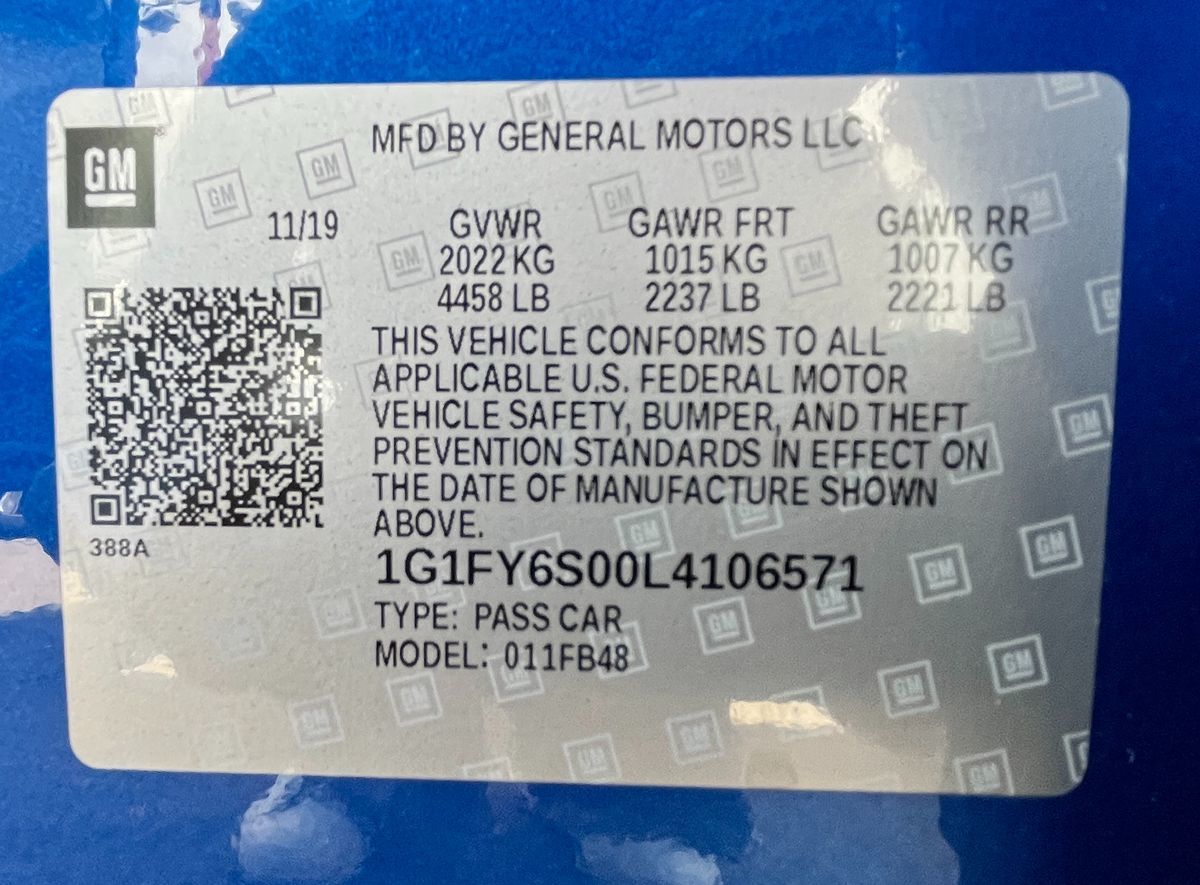 GM
MFD BY GENERAL MOTORS LLC
11/19 GVWR GAWR FRT GAWR RR
2022 KG 1015 KG 1007 KG
4458 LB 2237 LB 2221 LB
THIS VEHICLE CONFORMS TO ALL
APPLICABLE U.S. FEDERAL MOTOR
VEHICLE SAFETY, BUMPER, AND THEFT
PREVENTION STANDARDS IN EFFECT ON
THE DATE OF MANUFACTURE SHOWN
ABOVE.
388A
1G1FY6S00L4106571
TYPE: PASS CAR
MODEL: 011FB48